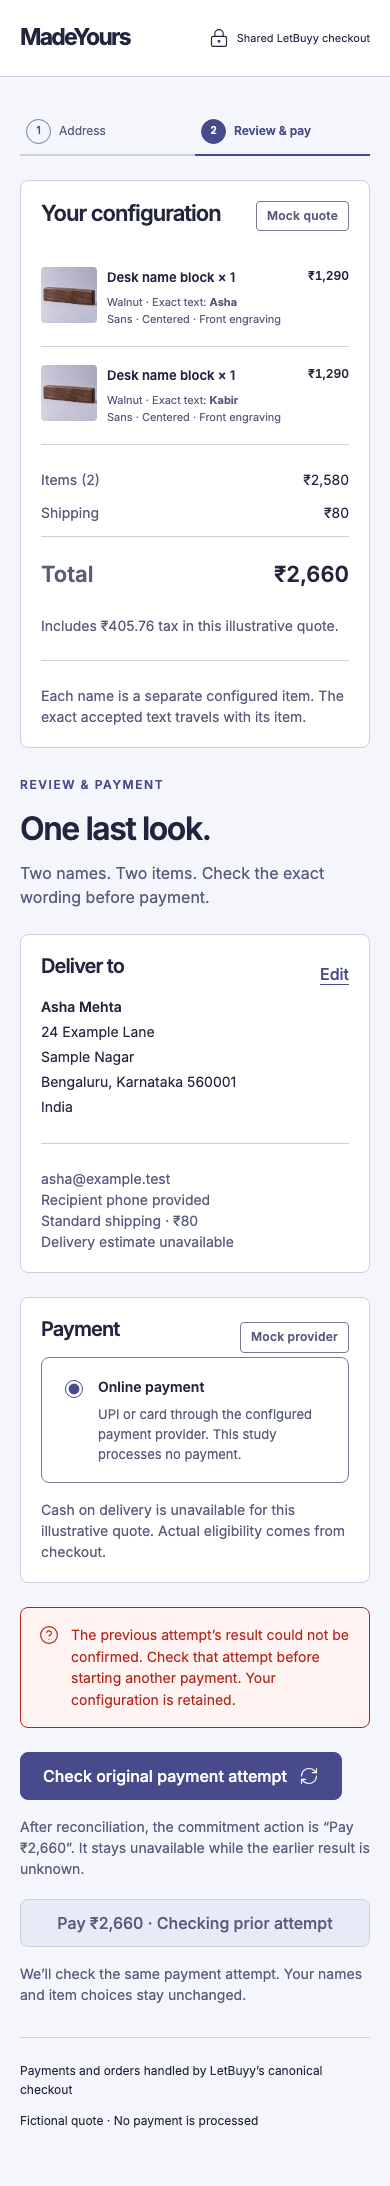 MadeYours
Shared LetBuyy checkout
1 Address
2 Review & pay
Your configuration
Mock quote
Desk name block × 1
₹1,290
Walnut · Exact text: Asha
Sans · Centered · Front engraving
Desk name block × 1
₹1,290
Walnut · Exact text: Kabir
Sans · Centered · Front engraving
Items (2)
₹2,580
Shipping
₹80
Total
₹2,660
Includes ₹405.76 tax in this illustrative quote.
Each name is a separate configured item. The
exact accepted text travels with its item.
REVIEW & PAYMENT
One last look.
Two names. Two items. Check the exact
wording before payment.
Deliver to
Edit
Asha Mehta
24 Example Lane
Sample Nagar
Bengaluru, Karnataka 560001
India
asha@example.test
Recipient phone provided
Standard shipping · ₹80
Delivery estimate unavailable
Payment
Mock provider
Online payment
UPI or card through the configured
payment provider. This study
processes no payment.
Cash on delivery is unavailable for this
illustrative quote. Actual eligibility comes from
checkout.
The previous attempt’s result could not be
confirmed. Check that attempt before
starting another payment. Your
configuration is retained.
Check original payment attempt
After reconciliation, the commitment action is “Pay
₹2,660”. It stays unavailable while the earlier result is
unknown.
Pay ₹2,660 · Checking prior attempt
We’ll check the same payment attempt. Your names
and item choices stay unchanged.
Payments and orders handled by LetBuyy’s canonical
checkout
Fictional quote · No payment is processed